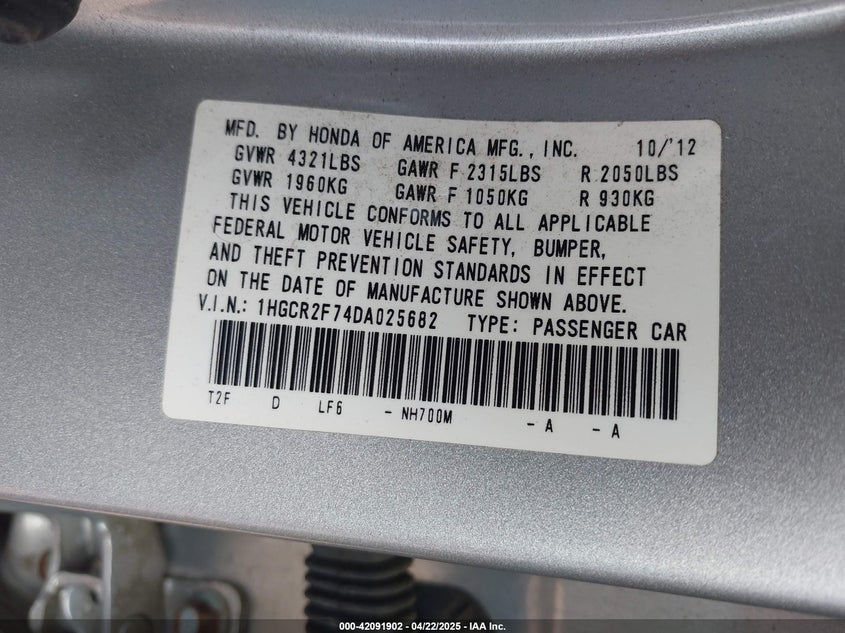 MFD. BY HONDA OF AMERICA MFG., INC. 10/'12
GVWR 4321LBS GAWR F 2315LBS R 2050LBS
GVWR 1960KG GAWR F 1050KG R 930KG
THIS VEHICLE CONFORMS TO ALL APPLICABLE
FEDERAL MOTOR VEHICLE SAFETY, BUMPER,
AND THEFT PREVENTION STANDARDS IN EFFECT
ON THE DATE OF MANUFACTURE SHOWN ABOVE.
V.I.N.: 1HGCR2F74DA025682 TYPE: PASSENGER CAR
T2F D LF6 - NH700M - A - A
000-42091902 - 04/22/2025 - IAA Inc.